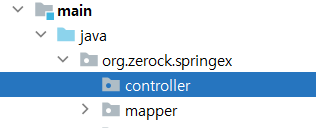 main
java
org.zerock.springex
controller
mapper